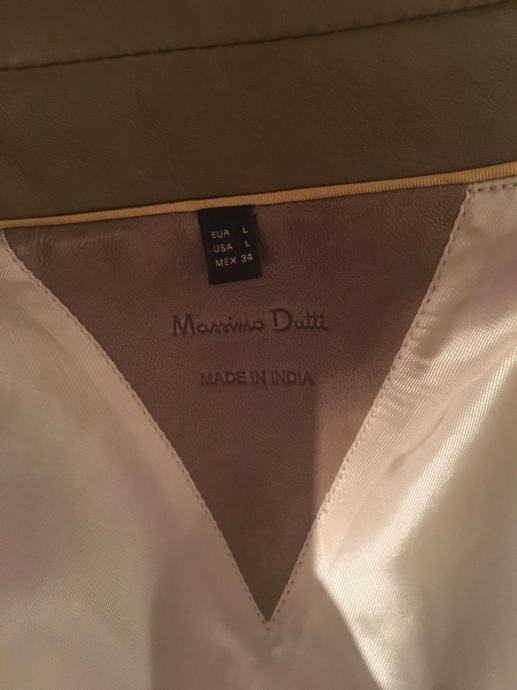 EUR L
USA L
MEX 34
Massimo Dutti
MADE IN INDIA